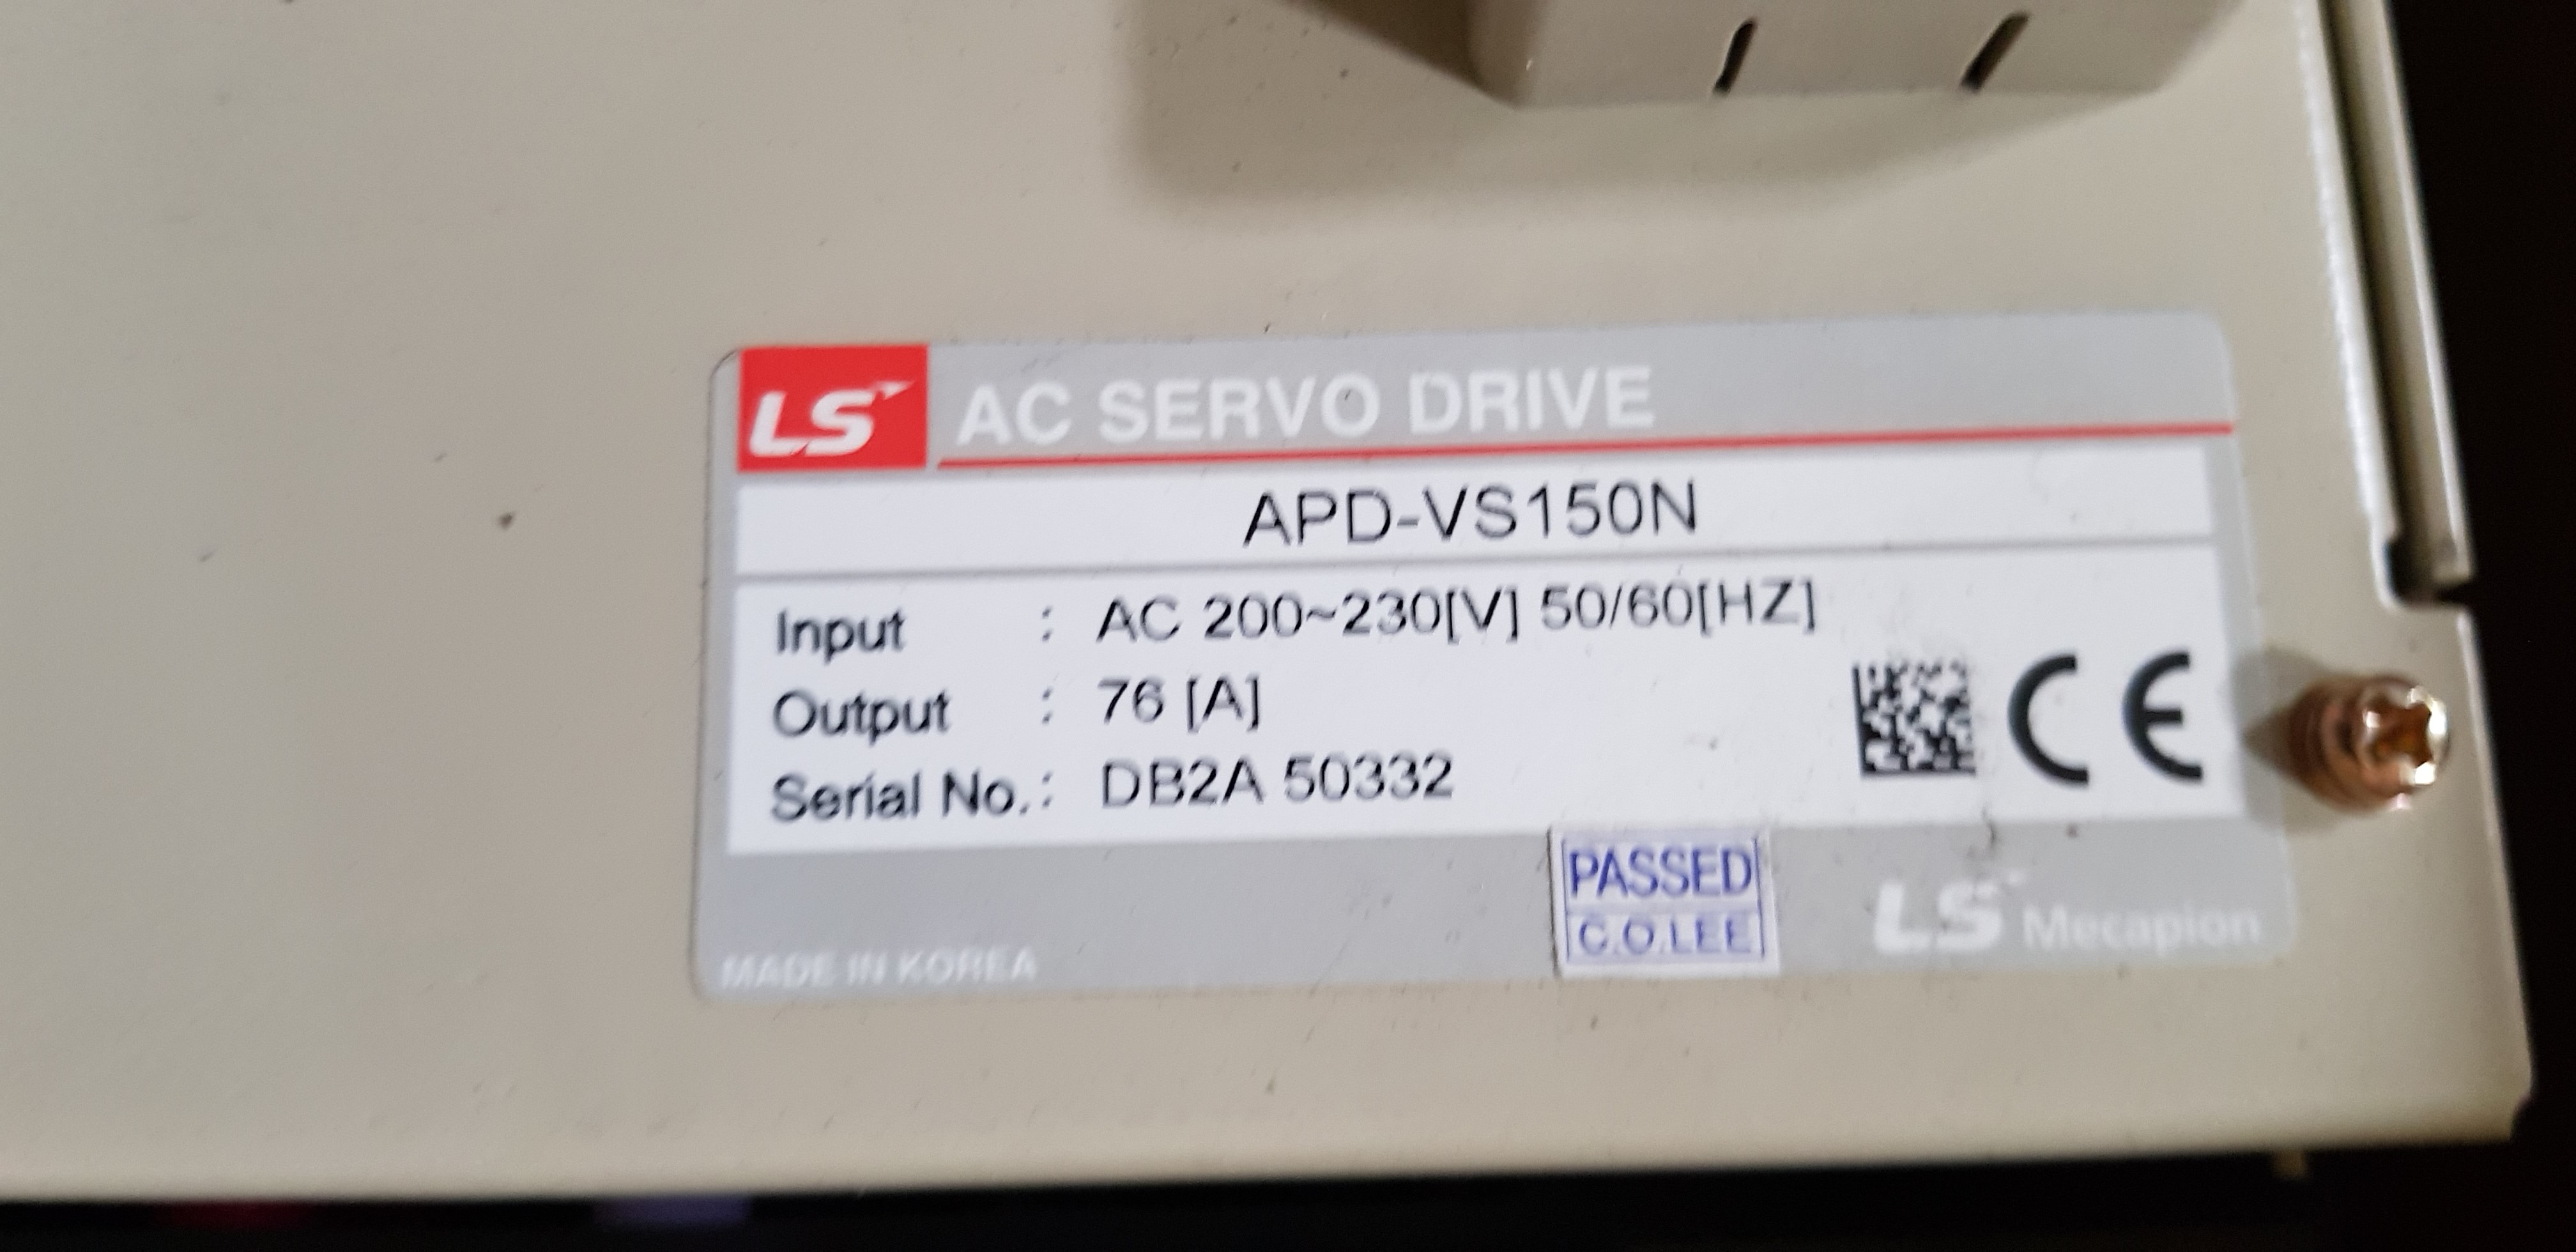 LS AC SERVO DRIVE
APD-VS150N
Input : AC 200~230[V] 50/60[HZ]
Output : 76 [A]
Serial No. : DB2A 50332
CE
PASSED
C.O.LEE
LS Mecapion
MADE IN KOREA